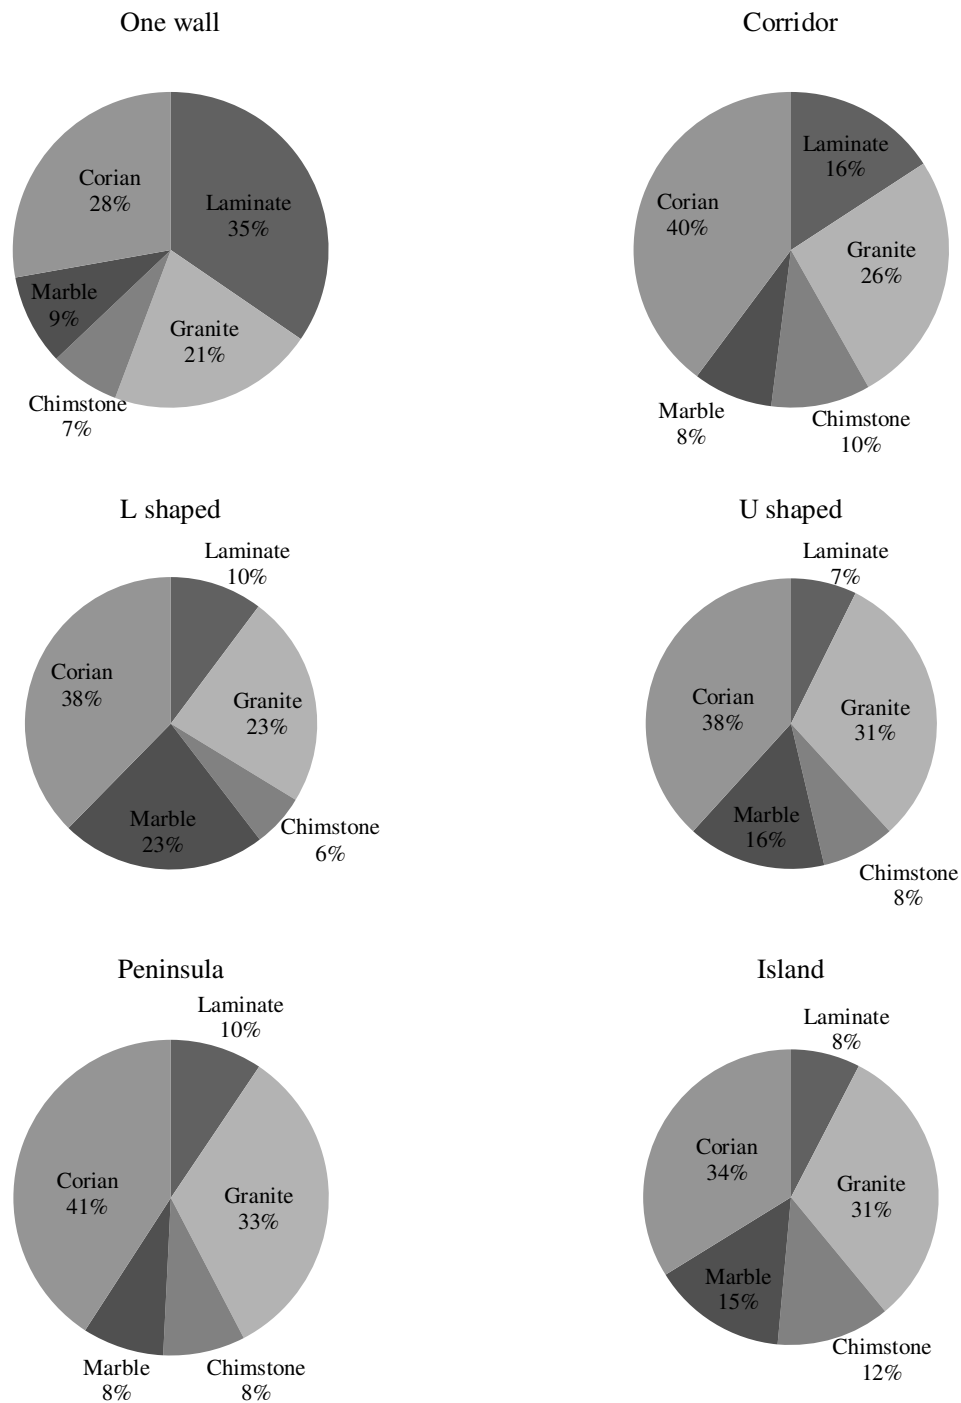 One wall
Corian
28%
Laminate
35%
Marble
9%
Granite
21%
Chimstone
7%
Corridor
Laminate
16%
Corian
40%
Granite
26%
Marble
8%
Chimstone
10%
L shaped
Laminate
10%
Corian
38%
Granite
23%
Marble
23%
Chimstone
6%
U shaped
Laminate
7%
Corian
38%
Granite
31%
Marble
16%
Chimstone
8%
Peninsula
Laminate
10%
Corian
41%
Granite
33%
Marble
8%
Chimstone
8%
Island
Laminate
8%
Corian
34%
Granite
31%
Marble
15%
Chimstone
12%